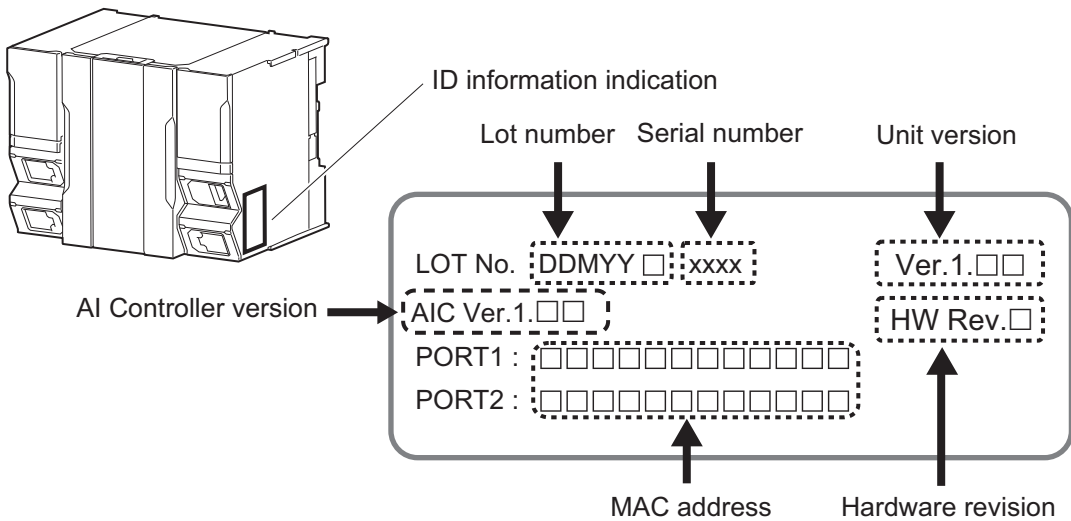 ID information indication
Lot number Serial number Unit version
LOT No. DDMYY □ xxxx Ver.1.□□
AI Controller version AIC Ver.1.□□ HW Rev.□
PORT1 : □□□□□□□□□□□□
PORT2 : □□□□□□□□□□□□
MAC address Hardware revision